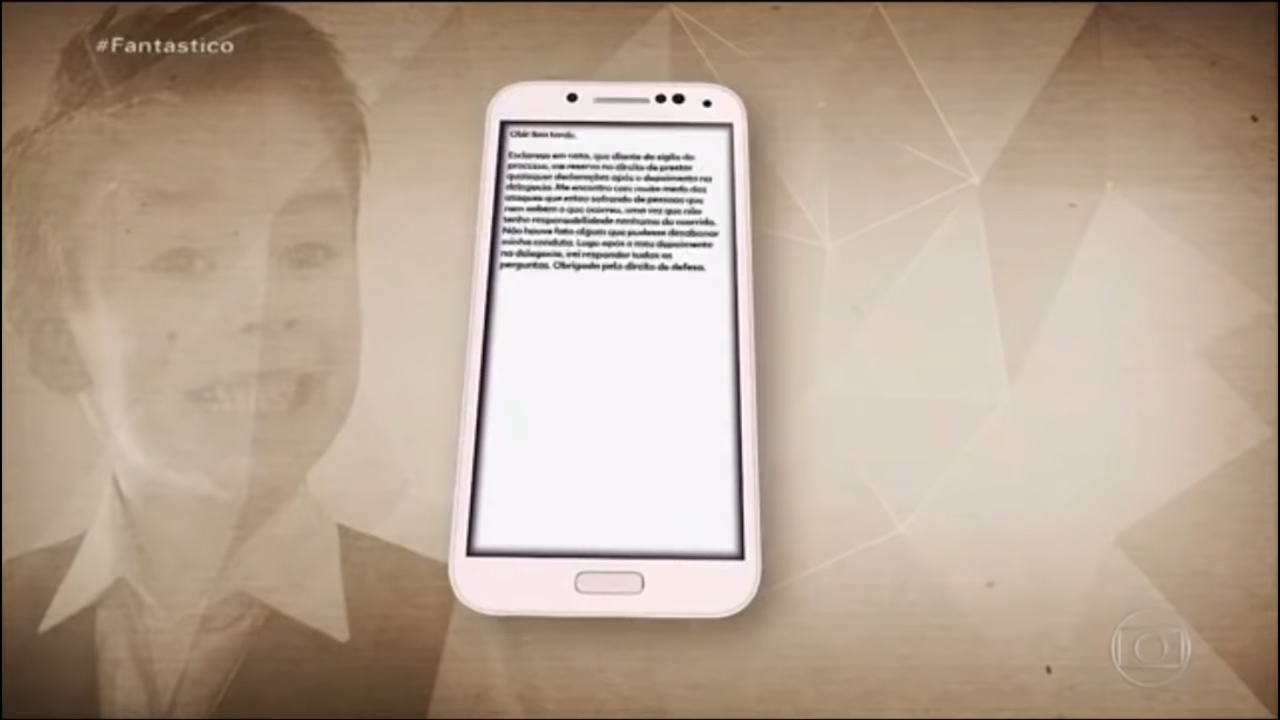 #Fantastico
Olá! Boa tarde.
Esclareço em nota, que diante do sigilo do
processo, me reservo no direito de prestar
quaisquer declarações após o depoimento na
delegacia. Me encontro com muito medo dos
ataques que estou sofrendo de pessoas que
nem sabem o que ocorreu, uma vez que não
tenho responsabilidade nenhuma do ocorrido.
Não houve fato algum que pudesse desabonar
minha conduta. Logo após o meu depoimento
na delegacia, irei responder todas as
perguntas. Obrigada pelo direito de defesa.